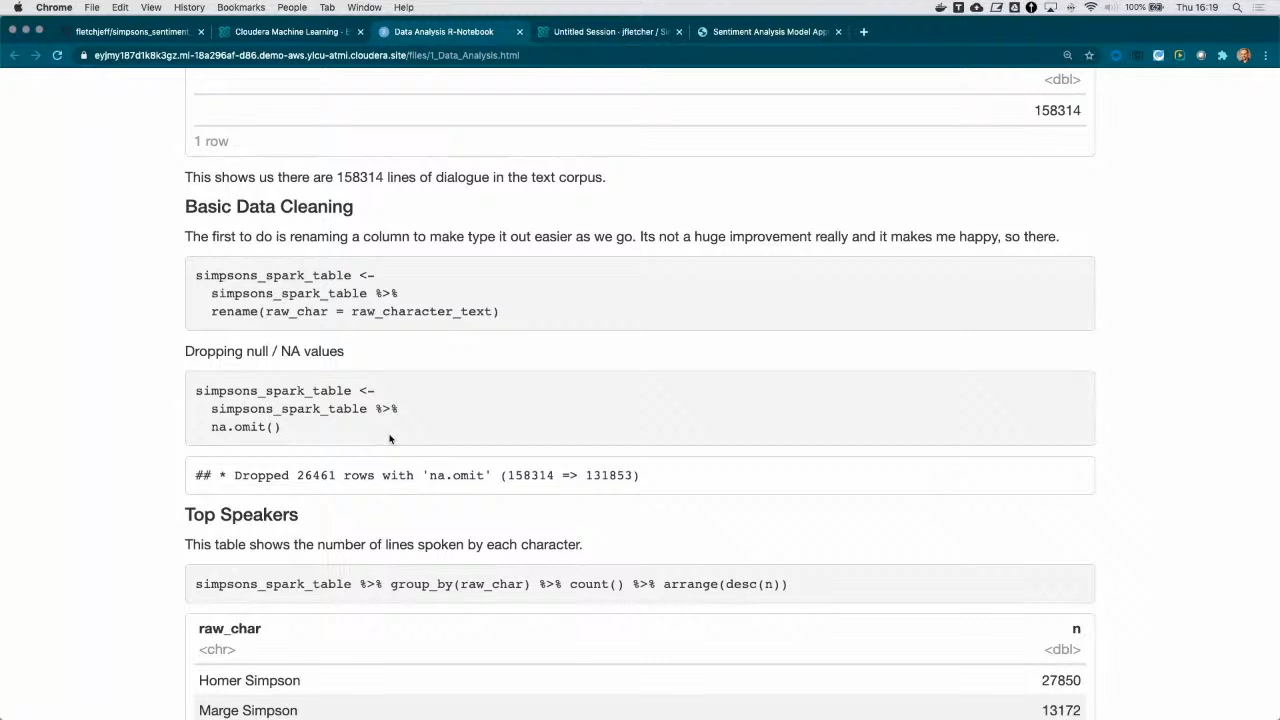 Chrome File Edit View History Bookmarks People Tab Window Help 100% Thu 16:19
fletchjeff/simpsons_sentiment Cloudera Machine Learning - E Data Analysis R-Notebook Untitled Session - jfletcher / Sim Sentiment Analysis Model App
eyjmy187d1k8k3gz.ml-18a296af-d86.demo-aws.ylcu-atmi.cloudera.site/files/1_Data_Analysis.html
<dbl>
158314
1 row
This shows us there are 158314 lines of dialogue in the text corpus.
Basic Data Cleaning
The first to do is renaming a column to make type it out easier as we go. Its not a huge improvement really and it makes me happy, so there.
simpsons_spark_table <-
simpsons_spark_table %>%
rename(raw_char = raw_character_text)
Dropping null / NA values
simpsons_spark_table <-
simpsons_spark_table %>%
na.omit()
## * Dropped 26461 rows with 'na.omit' (158314 => 131853)
Top Speakers
This table shows the number of lines spoken by each character.
simpsons_spark_table %>% group_by(raw_char) %>% count() %>% arrange(desc(n))
raw_char n
<chr> <dbl>
Homer Simpson 27850
Marge Simpson 13172